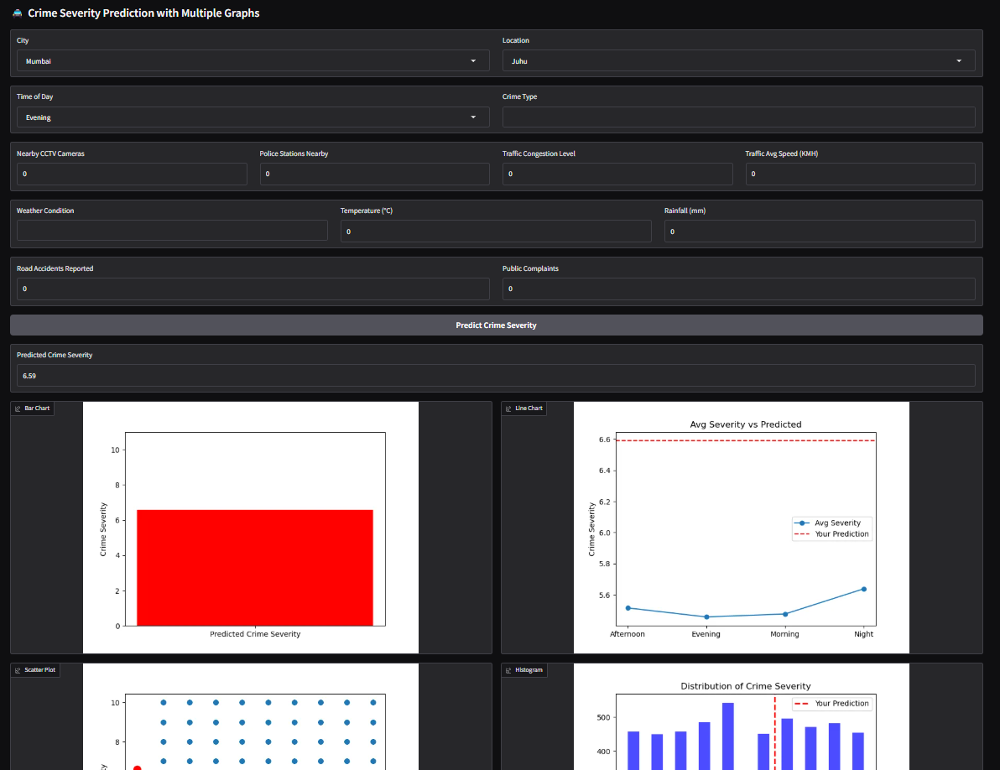 Crime Severity Prediction with Multiple Graphs
City
Location
Mumbai
Juhu
Time of Day
Crime Type
Evening
Nearby CCTV Cameras
Police Stations Nearby
Traffic Congestion Level
Traffic Avg Speed (KMH)
0
0
0
0
Weather Condition
Temperature (°C)
Rainfall (mm)
0
0
Road Accidents Reported
Public Complaints
0
0
Predict Crime Severity
Predicted Crime Severity
6.59
Bar Chart
10
8
6
4
2
0
Crime Severity
Predicted Crime Severity
Line Chart
Avg Severity vs Predicted
6.6
6.4
6.2
6.0
5.8
5.6
Crime Severity
Avg Severity
Your Prediction
Afternoon
Evening
Morning
Night
Scatter Plot
10
8
Histogram
Distribution of Crime Severity
Your Prediction
500
400